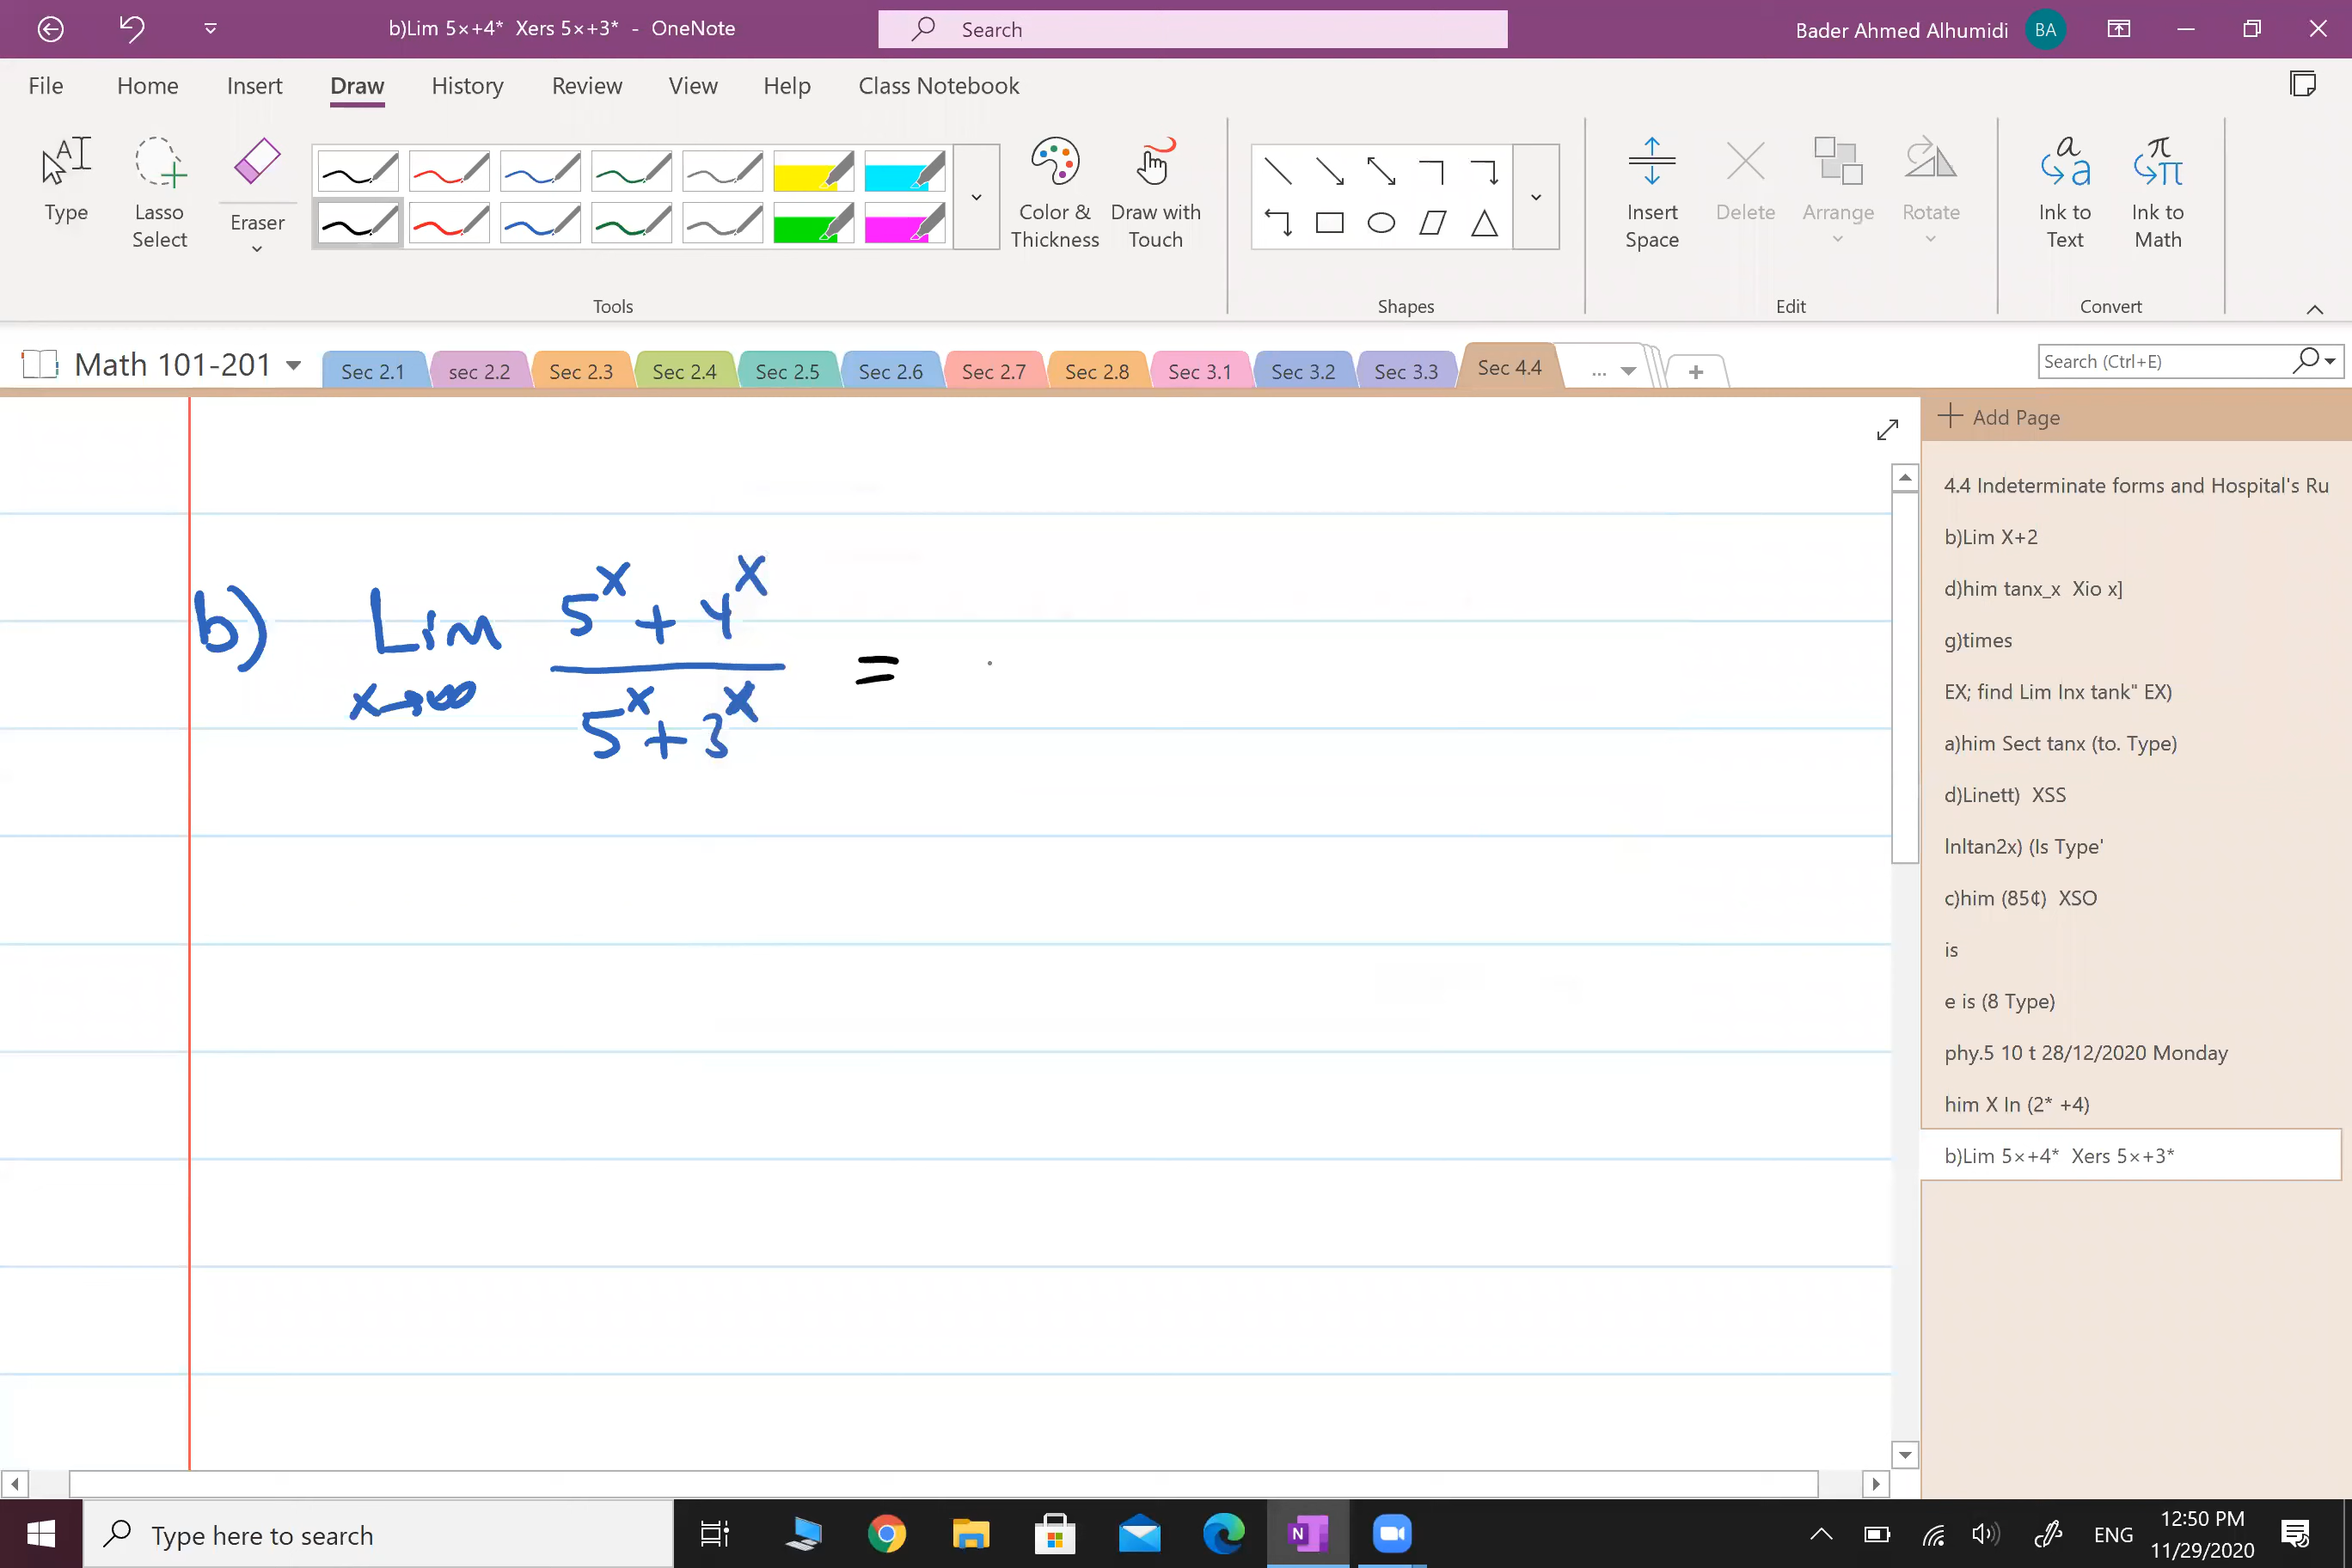 b)Lim 5×+4* Xers 5×+3* - OneNote
Search
Bader Ahmed Alhumidi
BA
File Home Insert Draw History Review View Help Class Notebook
Type
Lasso Select
Eraser
Color & Thickness
Draw with Touch
Insert Space
Delete
Arrange
Rotate
Ink to Text
Ink to Math
Tools
Shapes
Edit
Convert
Math 101-201
Sec 2.1 sec 2.2 Sec 2.3 Sec 2.4 Sec 2.5 Sec 2.6 Sec 2.7 Sec 2.8 Sec 3.1 Sec 3.2 Sec 3.3 Sec 4.4 ... +
Search (Ctrl+E)
b) Lim x→∞ (5^x + 4^x) / (5^x + 3^x) =
Add Page
4.4 Indeterminate forms and Hospital's Ru
b)Lim X+2
d)him tanx_x Xio x]
g)times
EX; find Lim Inx tank" EX)
a)him Sect tanx (to. Type)
d)Linett) XSS
Inltan2x) (Is Type'
c)him (85¢) XSO
is
e is (8 Type)
phy.5 10 t 28/12/2020 Monday
him X In (2* +4)
b)Lim 5×+4* Xers 5×+3*
Type here to search
ENG
12:50 PM
11/29/2020